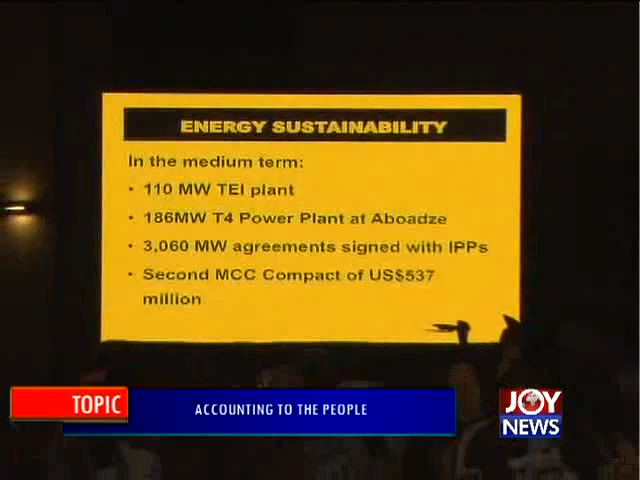 ENERGY SUSTAINABILITY
In the medium term:
• 110 MW TEI plant
• 186MW T4 Power Plant at Aboadze
• 3,060 MW agreements signed with IPPs
• Second MCC Compact of US$537
million
TOPIC
ACCOUNTING TO THE PEOPLE
JOY
NEWS